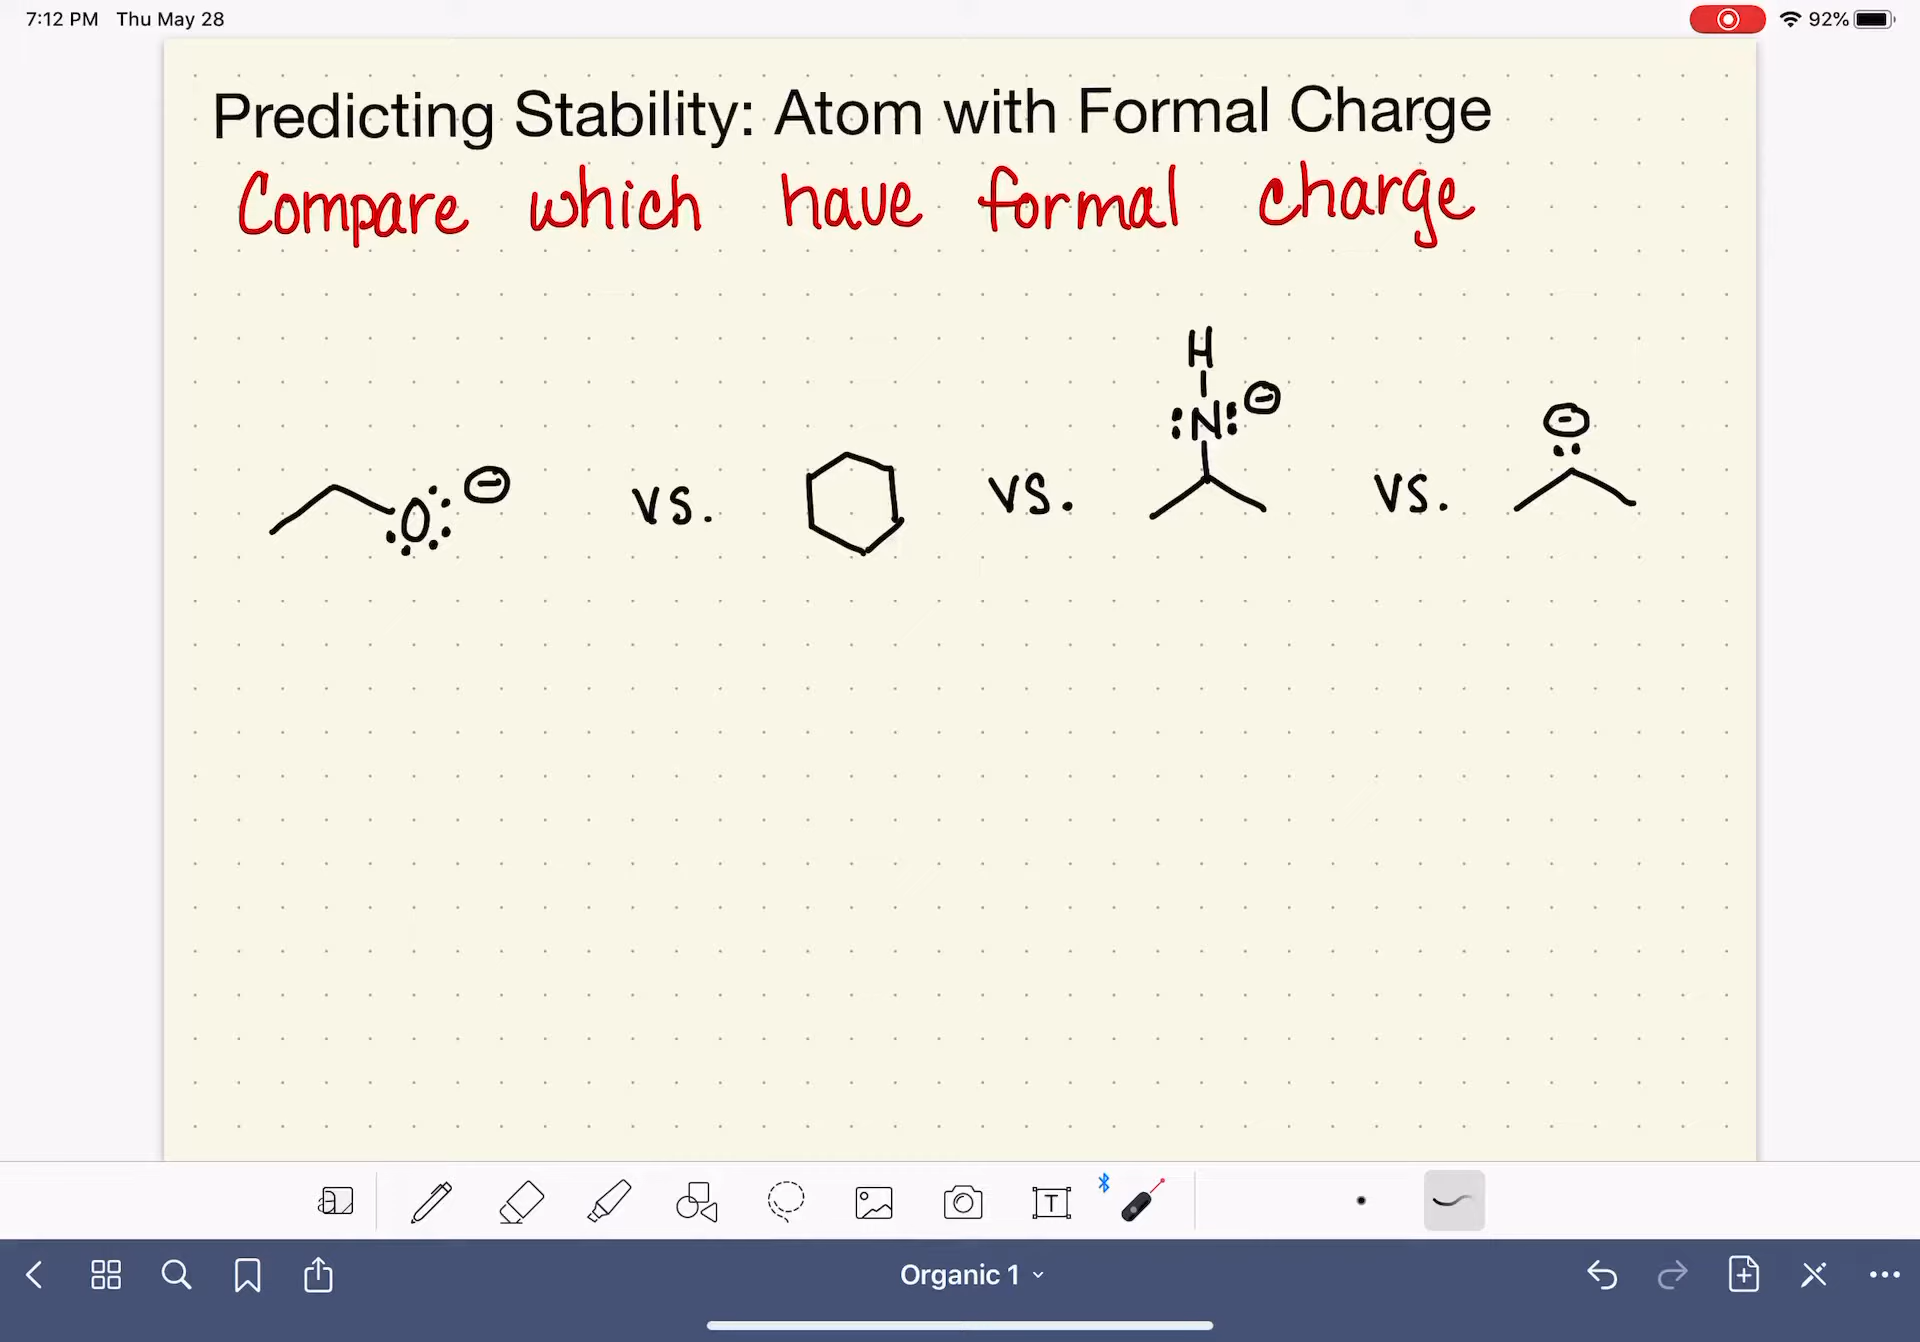 7:12 PM Thu May 28
92%
Predicting Stability: Atom with Formal Charge
Compare which have formal charge
H
:N: ⊖
⊖
O ⊖ vs. vs. vs.
T
Organic 1